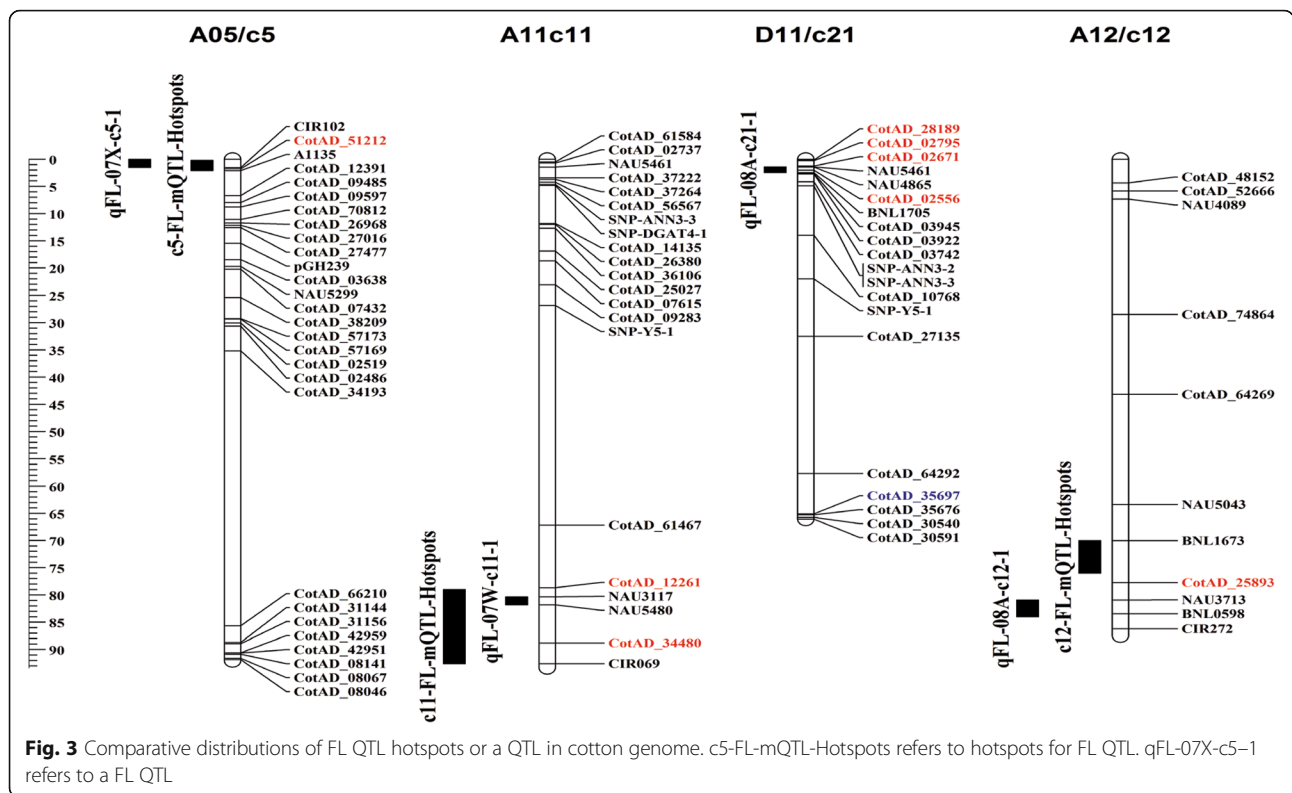 A05/c5
A11c11
D11/c21
A12/c12
0
5
10
15
20
25
30
35
40
45
50
55
60
65
70
75
80
85
90
qFL-07X-c5-1
c5-FL-mQTL-Hotspots
CIR102
CotAD_51212
A1135
CotAD_12391
CotAD_09485
CotAD_09597
CotAD_70812
CotAD_26968
CotAD_27016
CotAD_27477
pGH239
CotAD_03638
NAU5299
CotAD_07432
CotAD_38209
CotAD_57173
CotAD_57169
CotAD_02519
CotAD_02486
CotAD_34193
CotAD_66210
CotAD_31144
CotAD_31156
CotAD_42959
CotAD_42951
CotAD_08141
CotAD_08067
CotAD_08046
c11-FL-mQTL-Hotspots
qFL-07W-c11-1
CotAD_61584
CotAD_02737
NAU5461
CotAD_37222
CotAD_37264
CotAD_56567
SNP-ANN3-3
SNP-DGAT4-1
CotAD_14135
CotAD_26380
CotAD_36106
CotAD_25027
CotAD_07615
CotAD_09283
SNP-Y5-1
CotAD_61467
CotAD_12261
NAU3117
NAU5480
CotAD_34480
CIR069
qFL-08A-c21-1
CotAD_28189
CotAD_02795
CotAD_02671
NAU5461
NAU4865
CotAD_02556
BNL1705
CotAD_03945
CotAD_03922
CotAD_03742
SNP-ANN3-2
SNP-ANN3-3
CotAD_10768
SNP-Y5-1
CotAD_27135
CotAD_64292
CotAD_35697
CotAD_35676
CotAD_30540
CotAD_30591
qFL-08A-c12-1
c12-FL-mQTL-Hotspots
CotAD_48152
CotAD_52666
NAU4089
CotAD_74864
CotAD_64269
NAU5043
BNL1673
CotAD_25893
NAU3713
BNL0598
CIR272
Fig. 3 Comparative distributions of FL QTL hotspots or a QTL in cotton genome. c5-FL-mQTL-Hotspots refers to hotspots for FL QTL. qFL-07X-c5–1
refers to a FL QTL